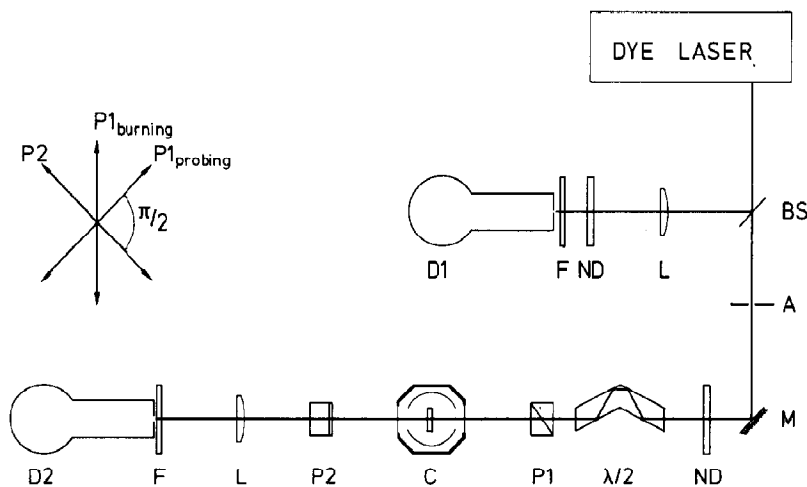 DYE LASER
P1burning
P2
P1probing
π/2
BS
D1
F
ND
L
A
M
D2
F
L
P2
C
P1
λ/2
ND